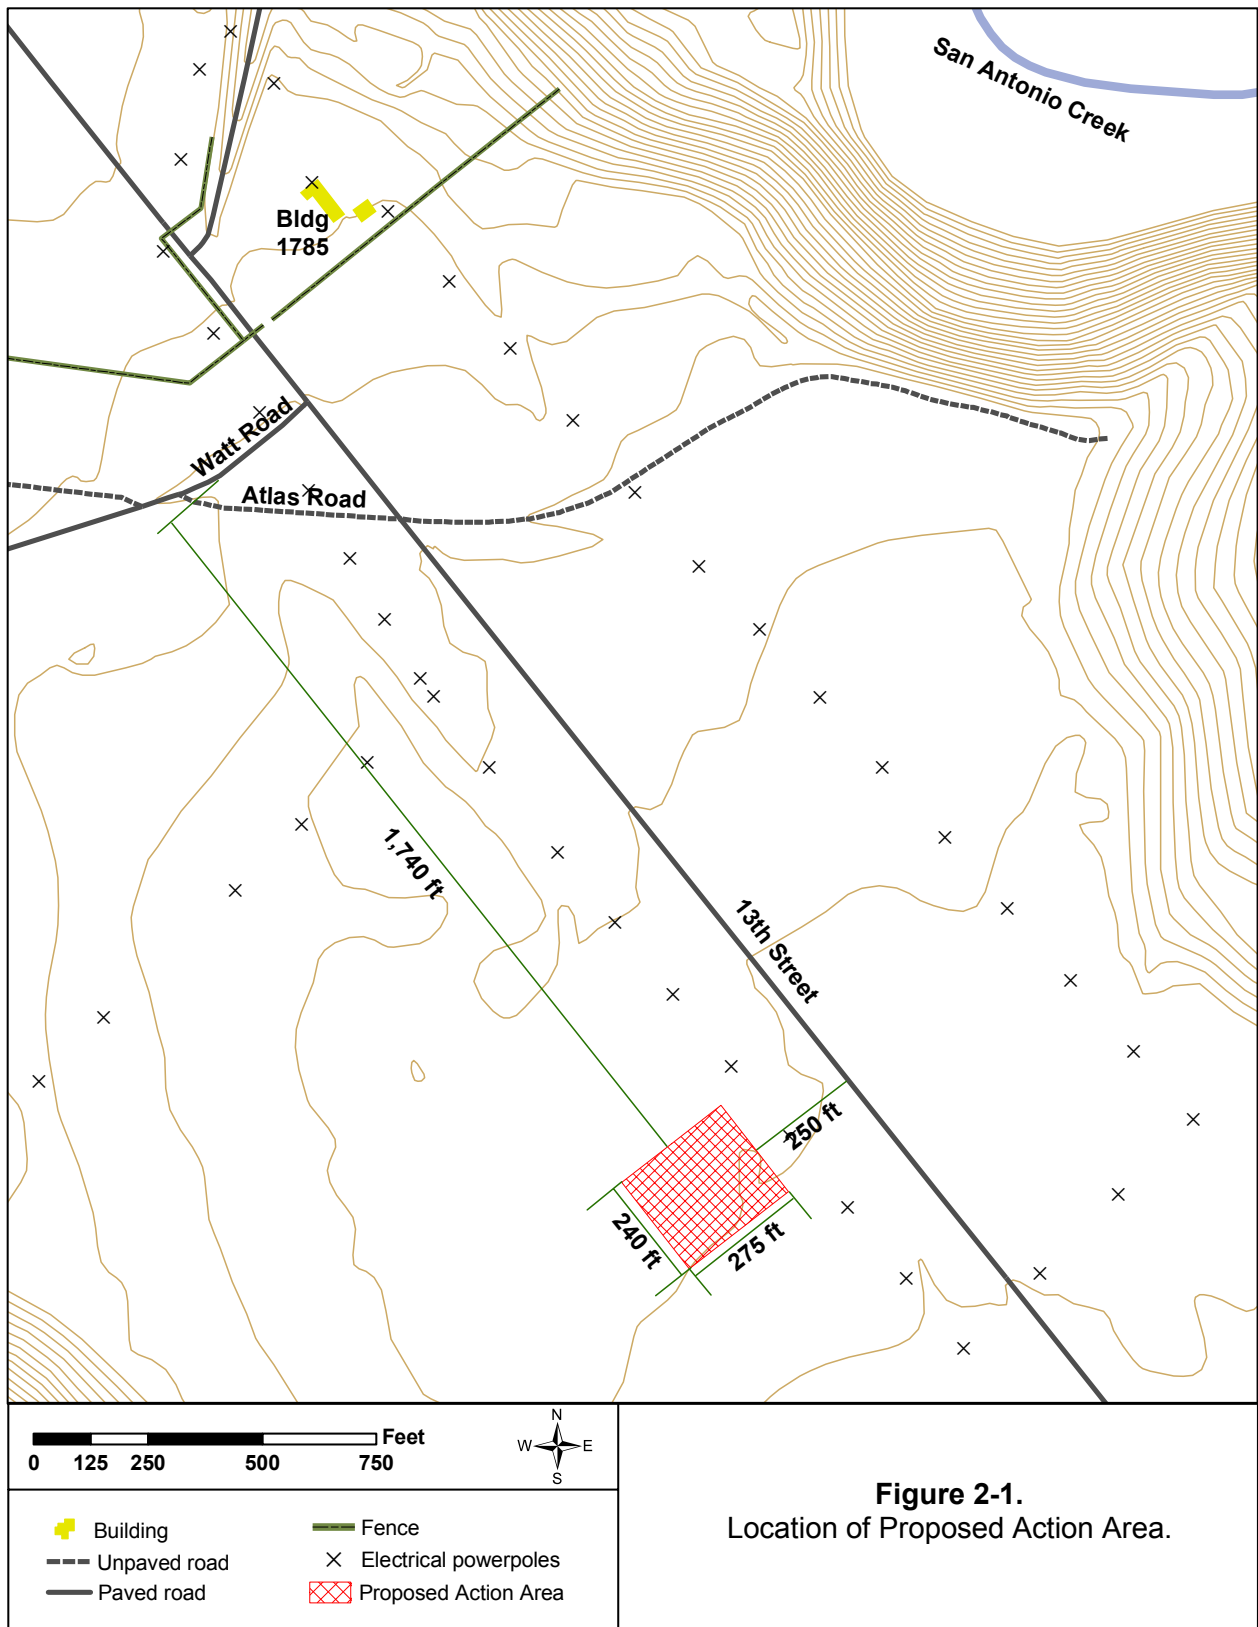 San Antonio Creek
Bldg
1785
Watt Road
Atlas Road
1,740 ft
13th Street
250 ft
240 ft
275 ft
Feet
0 125 250 500 750
N
W E
S
Building
Unpaved road
Paved road
Fence
Electrical powerpoles
Proposed Action Area
Figure 2-1.
Location of Proposed Action Area.